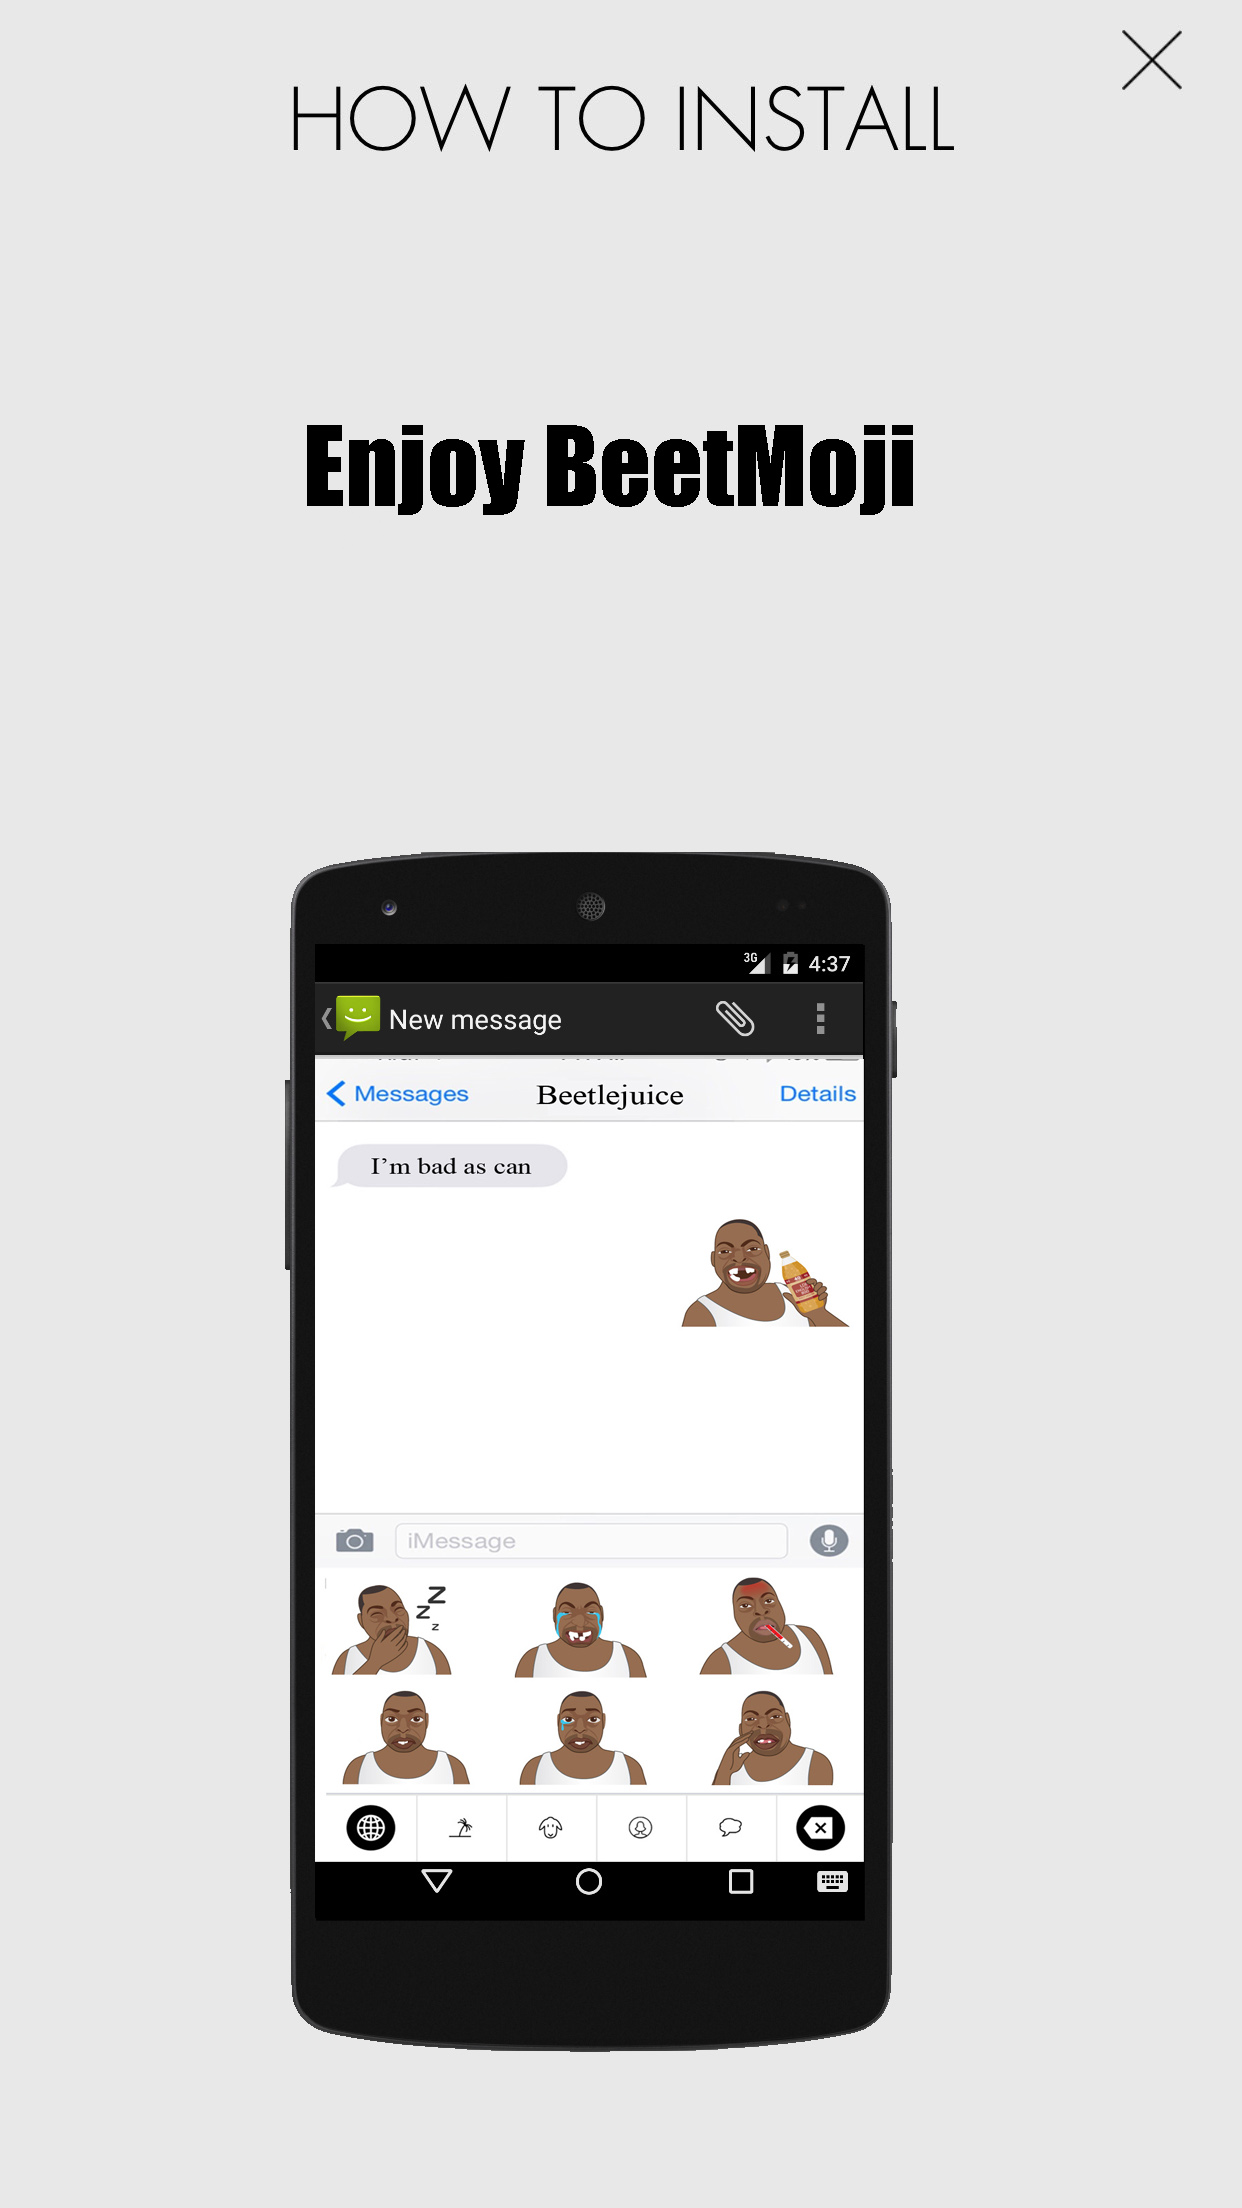 HOW TO INSTALL
Enjoy BeetMoji
3G 4:37
New message
Messages Beetlejuice Details
I'm bad as can
iMessage
Z
Z
z